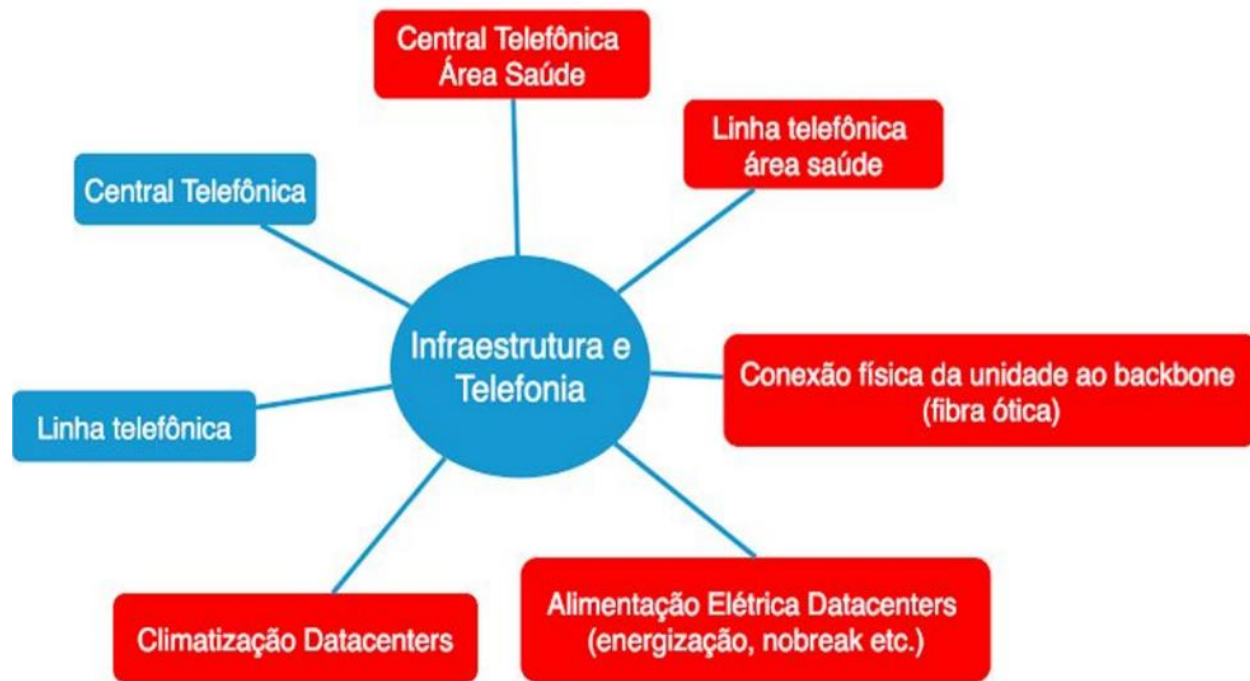 Central Telefônica
Área Saúde
Linha telefônica
área saúde
Central Telefônica
Infraestrutura e
Telefonia
Conexão física da unidade ao backbone
(fibra ótica)
Linha telefônica
Alimentação Elétrica Datacenters
(energização, nobreak etc.)
Climatização Datacenters